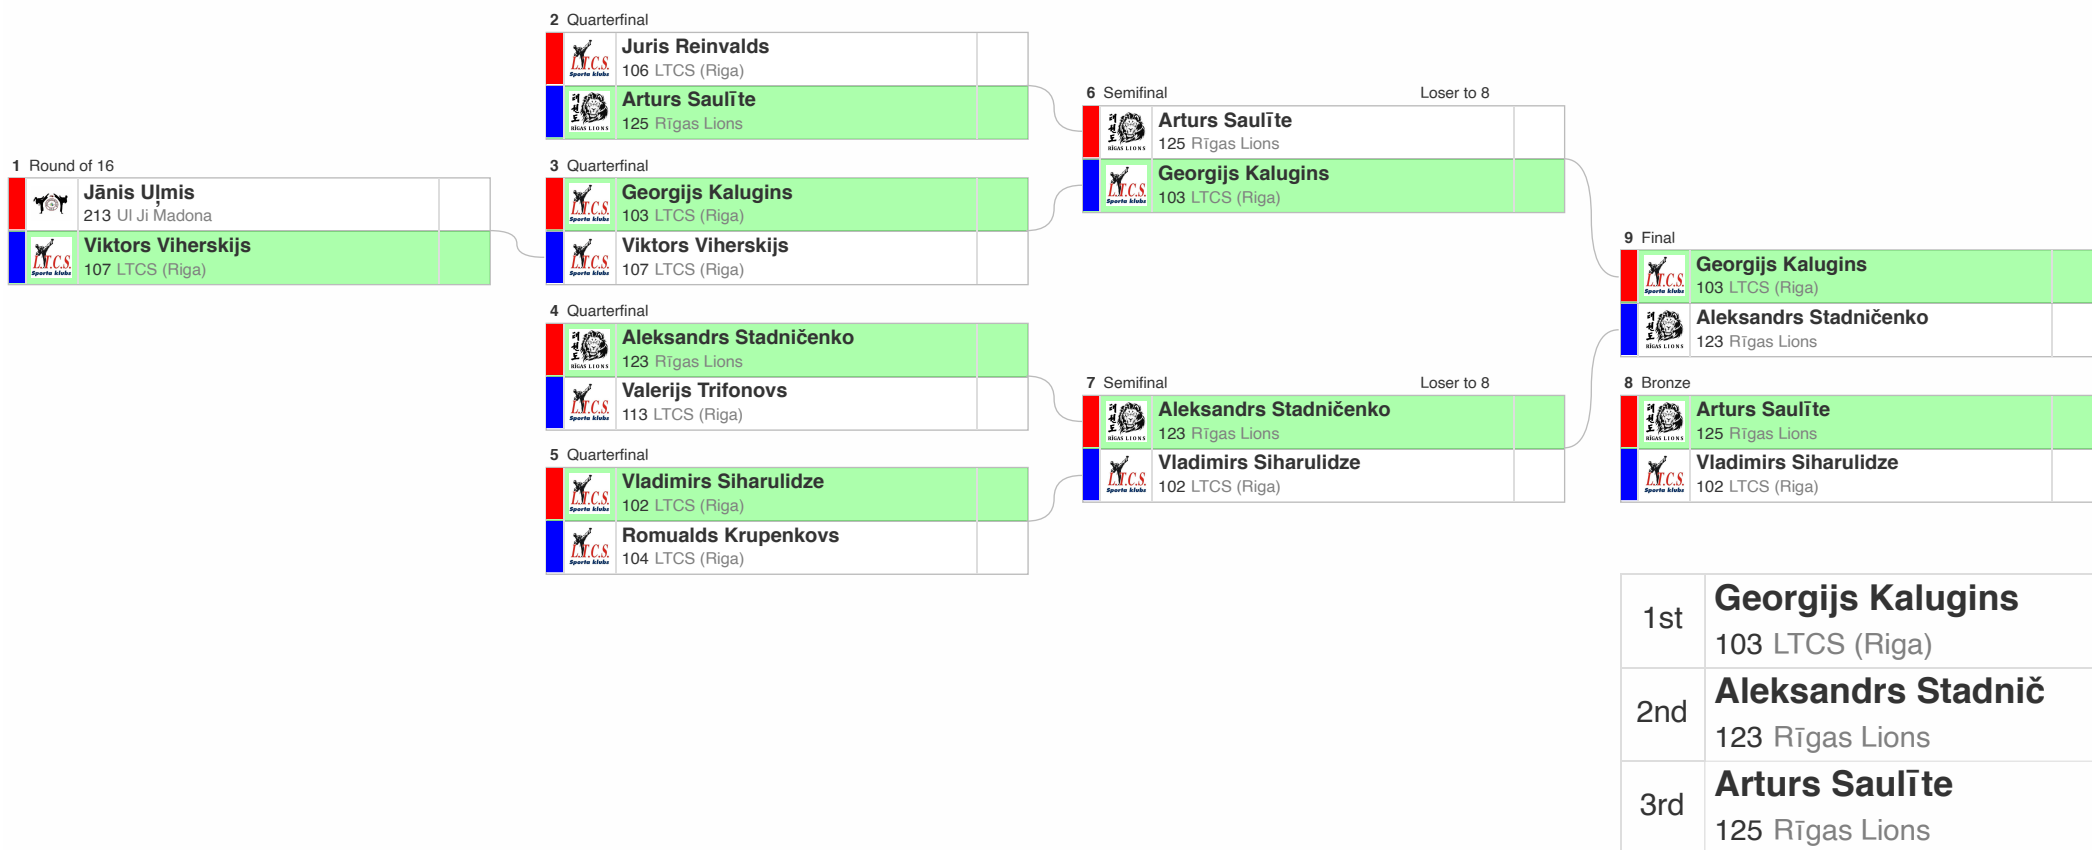 2 Quarterfinal
Juris Reinvalds
106 LTCS (Riga)
Arturs Saulīte
125 Rīgas Lions
6 Semifinal Loser to 8
Arturs Saulīte
125 Rīgas Lions
Georgijs Kalugins
103 LTCS (Riga)
1 Round of 16
Jānis Uļmis
213 Ul Ji Madona
Viktors Viherskijs
107 LTCS (Riga)
3 Quarterfinal
Georgijs Kalugins
103 LTCS (Riga)
Viktors Viherskijs
107 LTCS (Riga)
9 Final
Georgijs Kalugins
103 LTCS (Riga)
Aleksandrs Stadničenko
123 Rīgas Lions
4 Quarterfinal
Aleksandrs Stadničenko
123 Rīgas Lions
Valerijs Trifonovs
113 LTCS (Riga)
7 Semifinal Loser to 8
Aleksandrs Stadničenko
123 Rīgas Lions
Vladimirs Siharulidze
102 LTCS (Riga)
8 Bronze
Arturs Saulīte
125 Rīgas Lions
Vladimirs Siharulidze
102 LTCS (Riga)
5 Quarterfinal
Vladimirs Siharulidze
102 LTCS (Riga)
Romualds Krupenkovs
104 LTCS (Riga)
1st
Georgijs Kalugins
103 LTCS (Riga)
2nd
Aleksandrs Stadnič
123 Rīgas Lions
3rd
Arturs Saulīte
125 Rīgas Lions